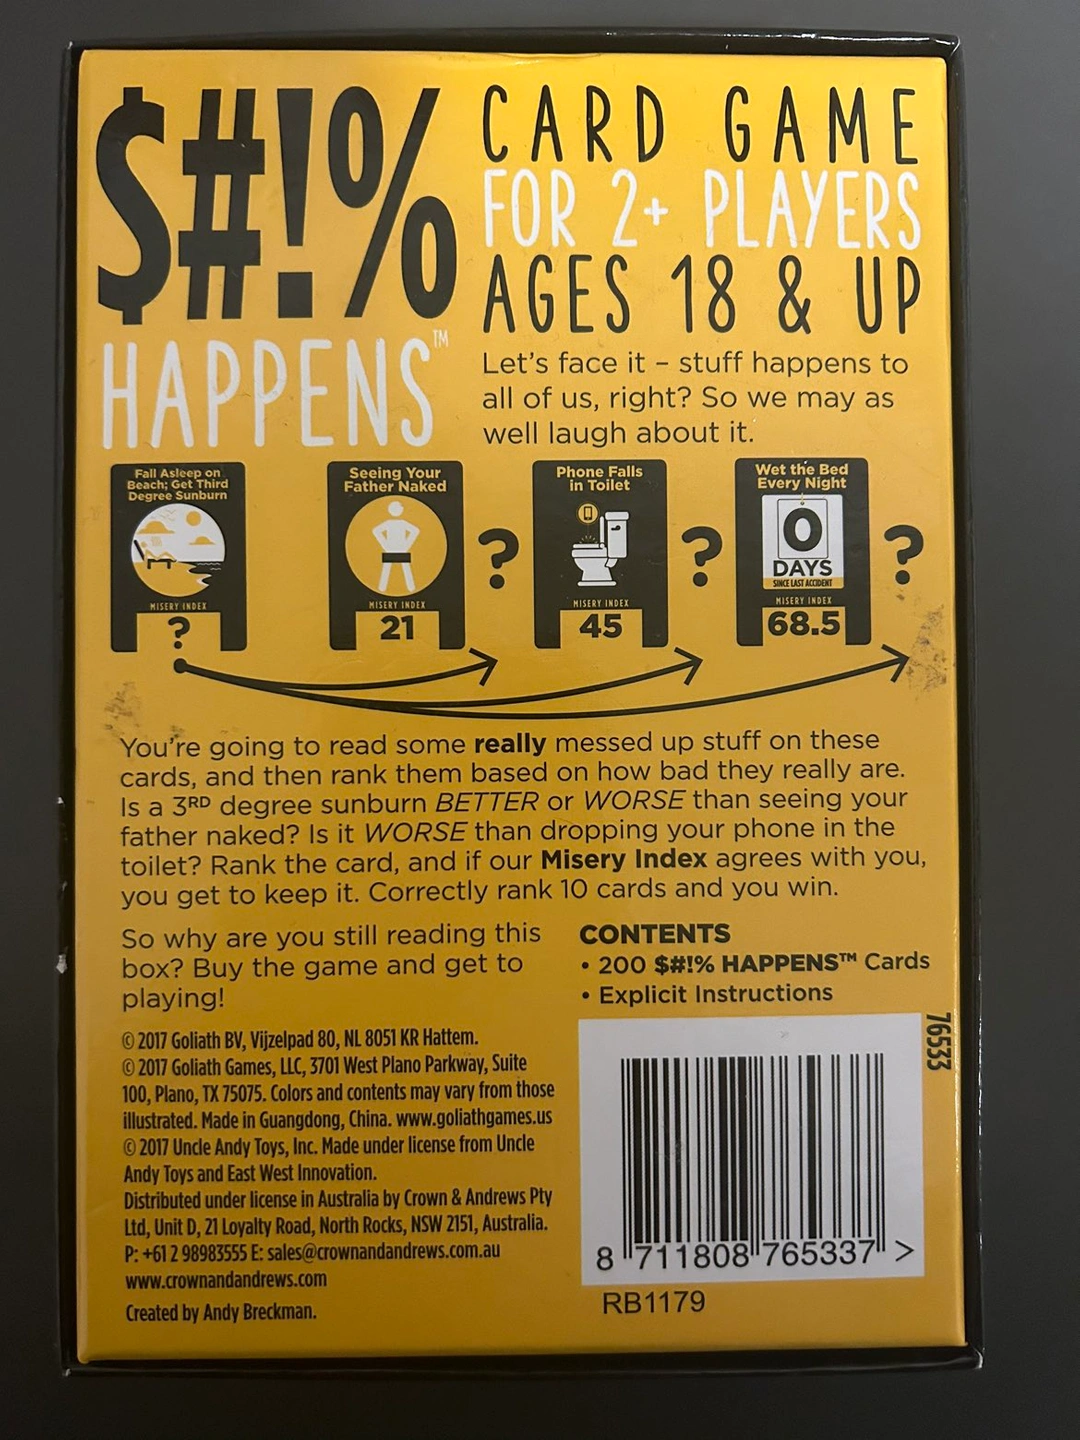 $#!%
HAPPENS™
CARD GAME
FOR 2+ PLAYERS
AGES 18 & UP
Let's face it – stuff happens to
all of us, right? So we may as
well laugh about it.
Fall Asleep on
Beach; Get Third
Degree Sunburn
MISERY INDEX
?
Seeing Your
Father Naked
MISERY INDEX
21
?
Phone Falls
in Toilet
MISERY INDEX
45
?
Wet the Bed
Every Night
0
DAYS
SINCE LAST ACCIDENT
MISERY INDEX
68.5
?
You're going to read some really messed up stuff on these
cards, and then rank them based on how bad they really are.
Is a 3RD degree sunburn BETTER or WORSE than seeing your
father naked? Is it WORSE than dropping your phone in the
toilet? Rank the card, and if our Misery Index agrees with you,
you get to keep it. Correctly rank 10 cards and you win.
So why are you still reading this
box? Buy the game and get to
playing!
CONTENTS
• 200 $#!% HAPPENS™ Cards
• Explicit Instructions
© 2017 Goliath BV, Vijzelpad 80, NL 8051 KR Hattem.
© 2017 Goliath Games, LLC, 3701 West Plano Parkway, Suite
100, Plano, TX 75075. Colors and contents may vary from those
illustrated. Made in Guangdong, China. www.goliathgames.us
© 2017 Uncle Andy Toys, Inc. Made under license from Uncle
Andy Toys and East West Innovation.
Distributed under license in Australia by Crown & Andrews Pty
Ltd, Unit D, 21 Loyalty Road, North Rocks, NSW 2151, Australia.
P: +61 2 98983555 E: sales@crownandandrews.com.au
www.crownandandrews.com
Created by Andy Breckman.
76533
8 711808 765337 >
RB1179